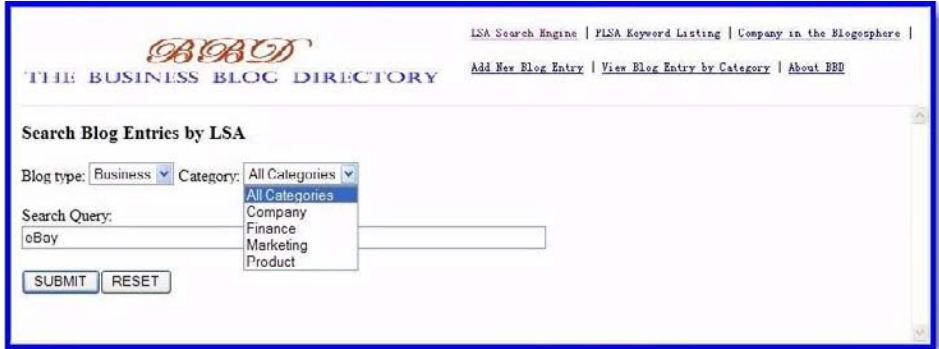 BBD
THE BUSINESS BLOG DIRECTORY
LSA Search Engine | PLSA Keyword Listing | Company in the Blogosphere |
Add New Blog Entry | View Blog Entry by Category | About BBD
Search Blog Entries by LSA
Blog type: Business Category: All Categories
All Categories
Company
Finance
Marketing
Product
Search Query:
eBay
SUBMIT RESET